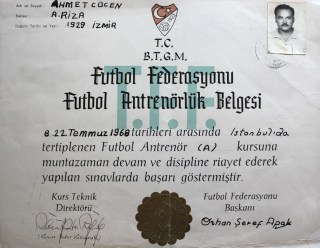 Adı ve Soyadı AHMET COCEN
Babası A. RIZA
Doğum Tarihi ve Yeri 1929 İZMİR
T.C.
B.T.G.M.
T.F.F.
Futbol Federasyonu
Futbol Antrenörlük Belgesi
8.22 Temmuz 1968 tarihleri arasında İstanbul'da
tertiplenen Futbol Antrenör (A) kursuna
muntazaman devam ve disipline riayet ederek
yapılan sınavlarda başarı göstermiştir.
Kurs Teknik
Direktörü
Futbol Federasyonu
Başkanı
Orhan Şeref Apak